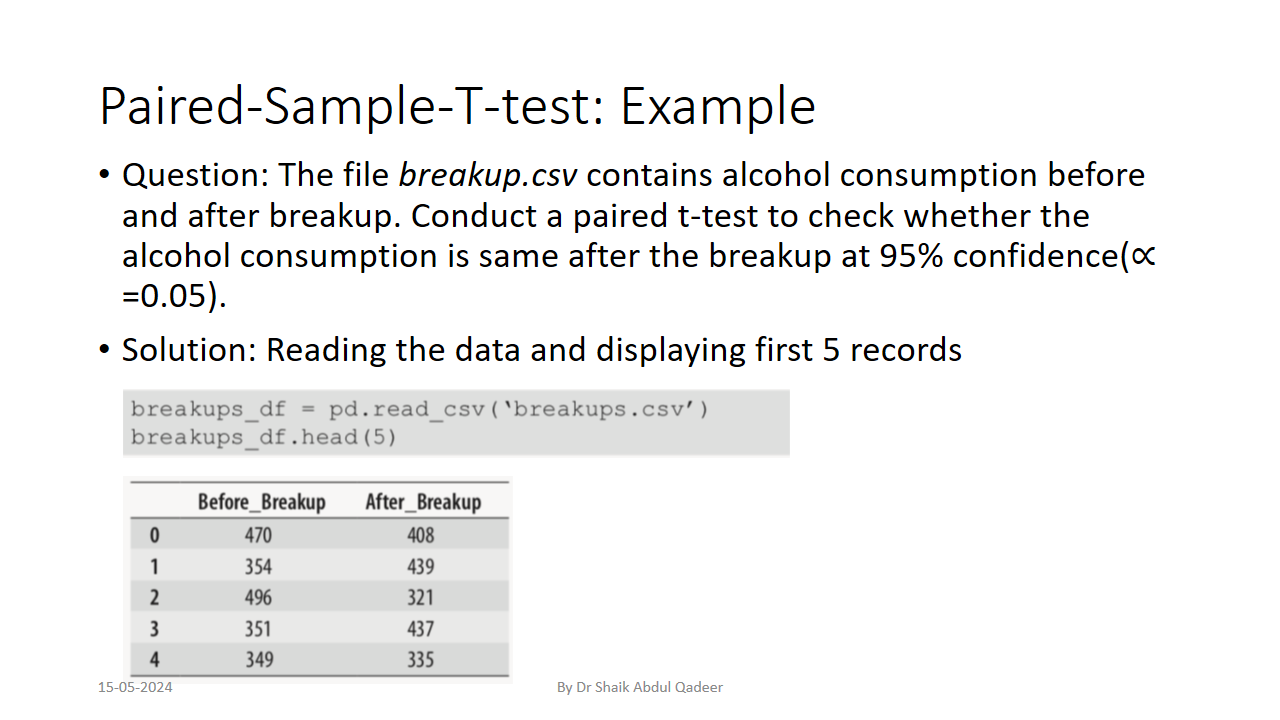 Paired-Sample-T-test: Example
• Question: The file breakup.csv contains alcohol consumption before
and after breakup. Conduct a paired t-test to check whether the
alcohol consumption is same after the breakup at 95% confidence(∝
=0.05).
• Solution: Reading the data and displaying first 5 records
breakups_df = pd.read_csv(‘breakups.csv’)
breakups_df.head(5)
Before_Breakup After_Breakup
0 470 408
1 354 439
2 496 321
3 351 437
4 349 335
15-05-2024 By Dr Shaik Abdul Qadeer